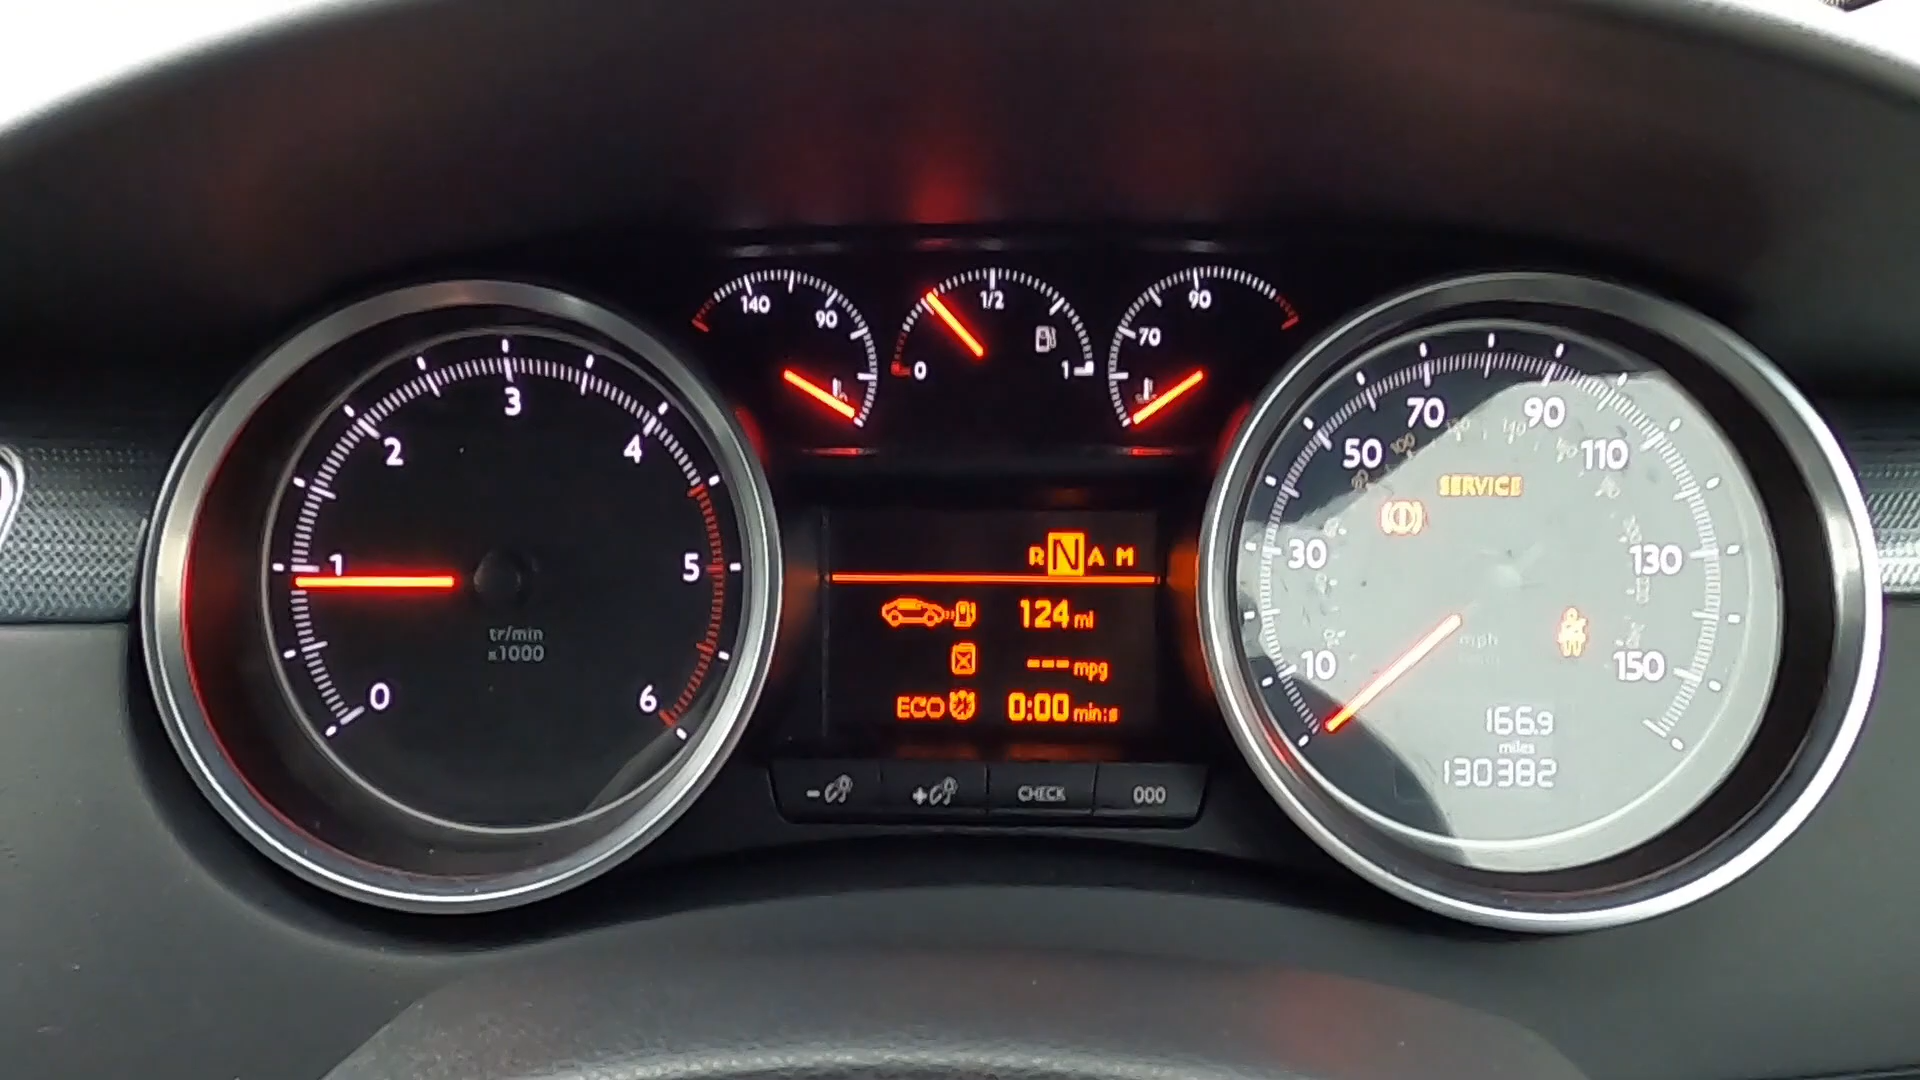 0
1
2
3
4
5
6
tr/min
x1000
140
90
0
1/2
1
70
90
R N A M
124 ml
--- mpg
ECO 0:00 min:s
- + CHECK 000
10
30
50
70
90
110
130
150
SERVICE
mph
166.9
miles
130382